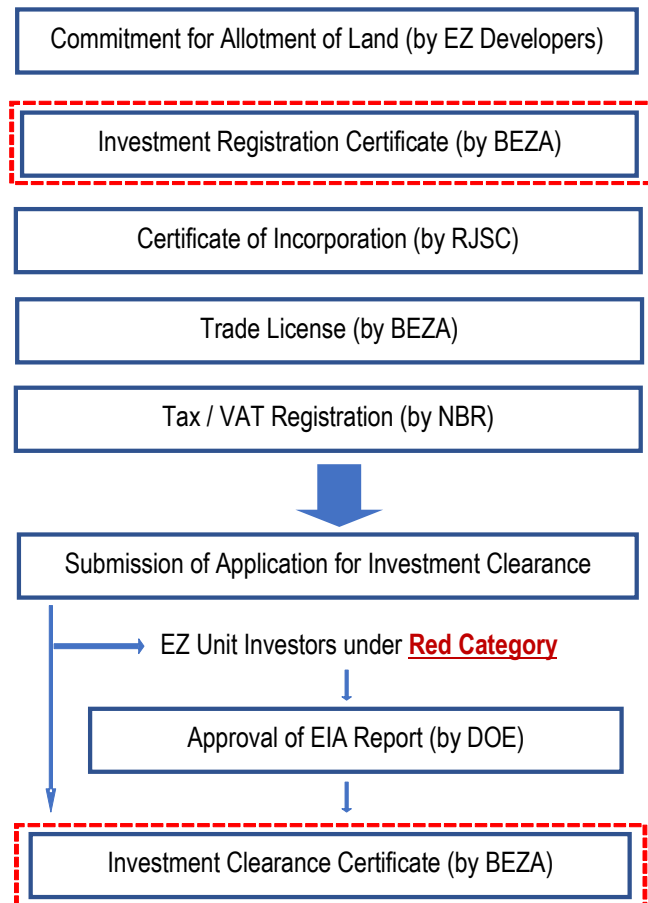 Commitment for Allotment of Land (by EZ Developers)
Investment Registration Certificate (by BEZA)
Certificate of Incorporation (by RJSC)
Trade License (by BEZA)
Tax / VAT Registration (by NBR)
Submission of Application for Investment Clearance
EZ Unit Investors under Red Category
Approval of EIA Report (by DOE)
Investment Clearance Certificate (by BEZA)